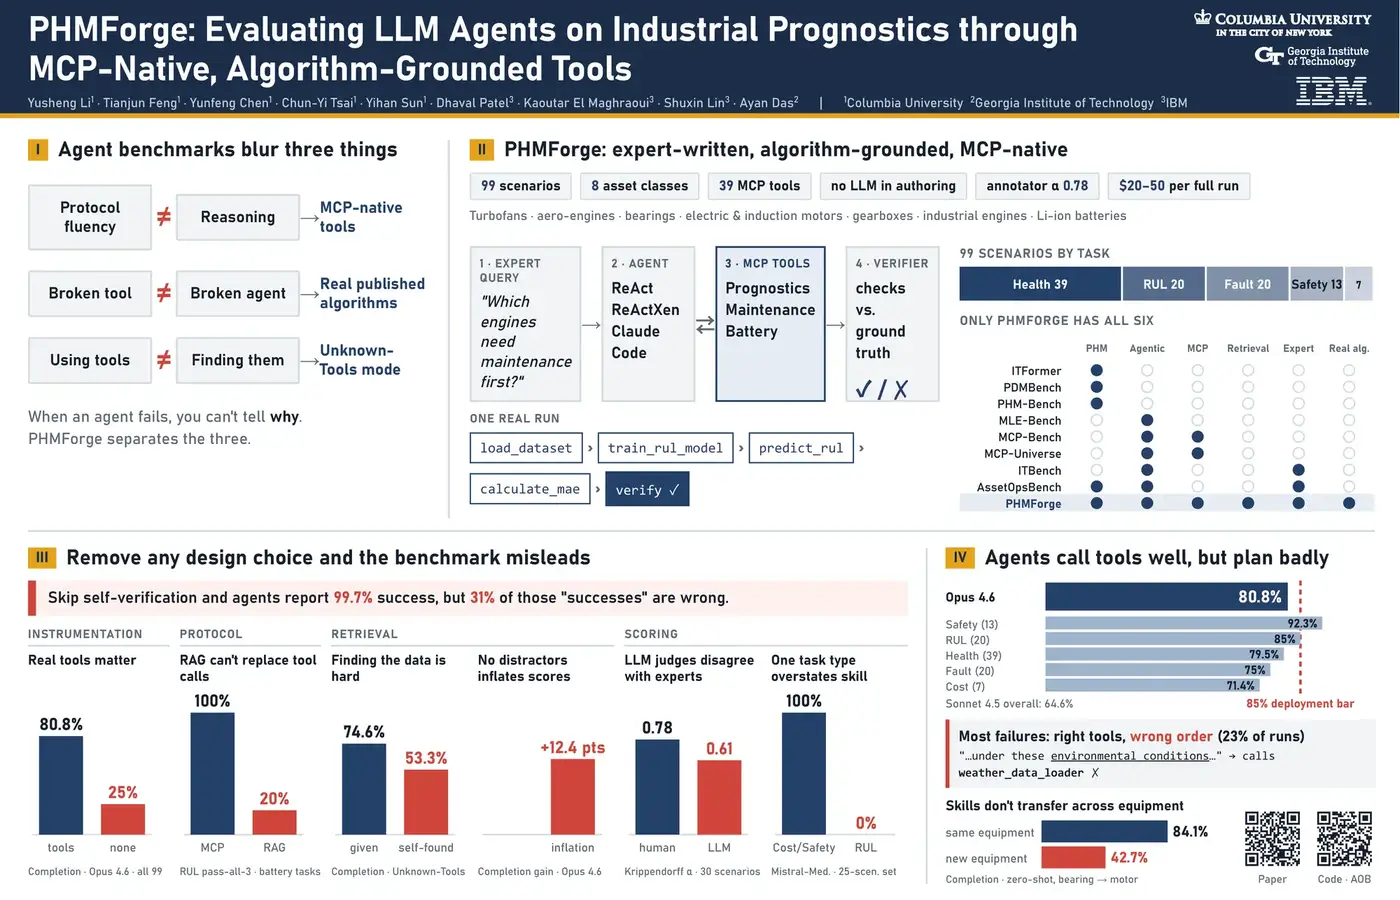 PHMForge: Evaluating LLM Agents on Industrial Prognostics through
MCP-Native, Algorithm-Grounded Tools
Yusheng Li¹ · Tianjun Feng¹ · Yunfeng Chen¹ · Chun-Yi Tsai¹ · Yihan Sun¹ · Dhaval Patel³ · Kaoutar El Maghraoui³ · Shuxin Lin³ · Ayan Das² | ¹Columbia University ²Georgia Institute of Technology ³IBM
COLUMBIA UNIVERSITY
IN THE CITY OF NEW YORK
GT Georgia Institute
of Technology
IBM
I Agent benchmarks blur three things
Protocol
fluency
≠ Reasoning → MCP-native
tools
Broken tool ≠ Broken agent → Real published
algorithms
Using tools ≠ Finding them → Unknown-
Tools mode
When an agent fails, you can't tell why.
PHMForge separates the three.
II PHMForge: expert-written, algorithm-grounded, MCP-native
99 scenarios 8 asset classes 39 MCP tools no LLM in authoring annotator α 0.78 $20–50 per full run
Turbofans · aero-engines · bearings · electric & induction motors · gearboxes · industrial engines · Li-ion batteries
1 · EXPERT
QUERY
"Which
engines
need
maintenance
first?"
→
2 · AGENT
ReAct
ReActXen
Claude
Code
⇄
3 · MCP TOOLS
Prognostics
Maintenance
Battery
→
4 · VERIFIER
checks
vs.
ground
truth
✓ / ✗
ONE REAL RUN
load_dataset › train_rul_model › predict_rul ›
calculate_mae › verify ✓
99 SCENARIOS BY TASK
Health 39 RUL 20 Fault 20 Safety 13 7
ONLY PHMFORGE HAS ALL SIX
PHM Agentic MCP Retrieval Expert Real alg.
ITFormer
PDMBench
PHM-Bench
MLE-Bench
MCP-Bench
MCP-Universe
ITBench
AssetOpsBench
PHMForge
III Remove any design choice and the benchmark misleads
Skip self-verification and agents report 99.7% success, but 31% of those "successes" are wrong.
INSTRUMENTATION
Real tools matter
80.8%
25%
tools none
Completion · Opus 4.6 · all 99
PROTOCOL
RAG can't replace tool
calls
100%
20%
MCP RAG
RUL pass-all-3 · battery tasks
RETRIEVAL
Finding the data is
hard
74.6%
53.3%
given self-found
Completion · Unknown-Tools
No distractors
inflates scores
+12.4 pts
inflation
Completion gain · Opus 4.6
SCORING
LLM judges disagree
with experts
0.78
0.61
human LLM
Krippendorff α · 30 scenarios
One task type
overstates skill
100%
0%
Cost/Safety RUL
Mistral-Med. · 25-scen. set
IV Agents call tools well, but plan badly
Opus 4.6 80.8%
Safety (13) 92.3%
RUL (20) 85%
Health (39) 79.5%
Fault (20) 75%
Cost (7) 71.4%
Sonnet 4.5 overall: 64.6% 85% deployment bar
Most failures: right tools, wrong order (23% of runs)
"…under these environmental conditions…" → calls
weather_data_loader ✗
Skills don't transfer across equipment
same equipment 84.1%
new equipment 42.7%
Completion · zero-shot, bearing → motor
Paper Code · AOB